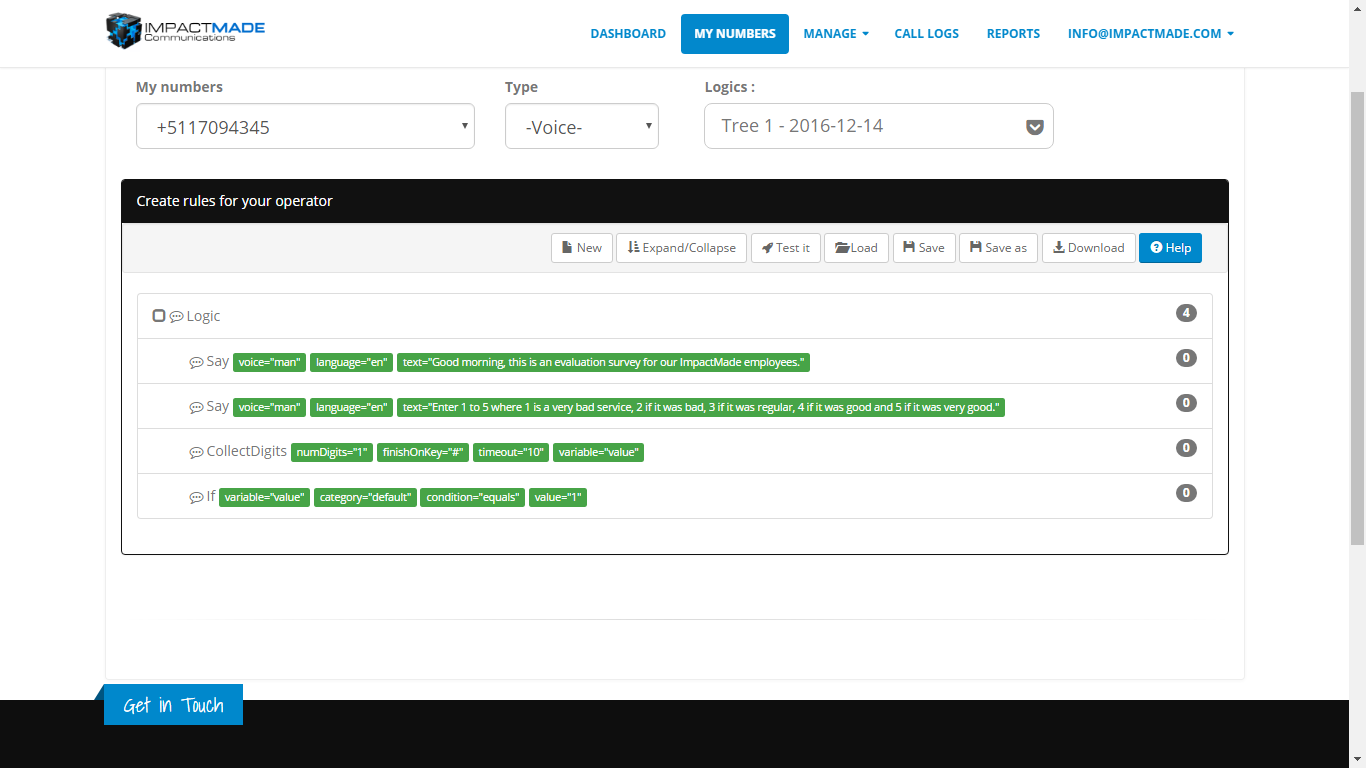 IMPACTMADE
Communications
DASHBOARD MY NUMBERS MANAGE CALL LOGS REPORTS INFO@IMPACTMADE.COM
My numbers Type Logics :
+5117094345 -Voice- Tree 1 - 2016-12-14
Create rules for your operator
New Expand/Collapse Test it Load Save Save as Download Help
Logic 4
Say voice="man" language="en" text="Good morning, this is an evaluation survey for our ImpactMade employees." 0
Say voice="man" language="en" text="Enter 1 to 5 where 1 is a very bad service, 2 if it was bad, 3 if it was regular, 4 if it was good and 5 if it was very good." 0
CollectDigits numDigits="1" finishOnKey="#" timeout="10" variable="value" 0
If variable="value" category="default" condition="equals" value="1" 0
Get in Touch